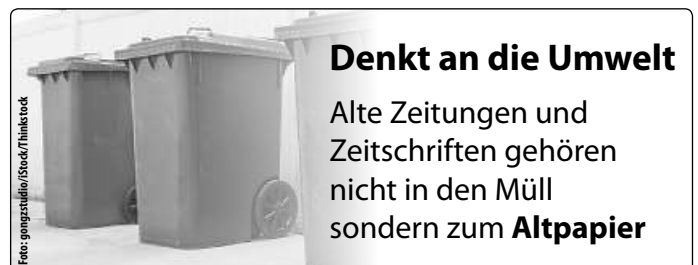 Denkt an die Umwelt
Alte Zeitungen und
Zeitschriften gehören
nicht in den Müll
sondern zum Altpapier
Foto: gongzstudio/iStock/Thinkstock